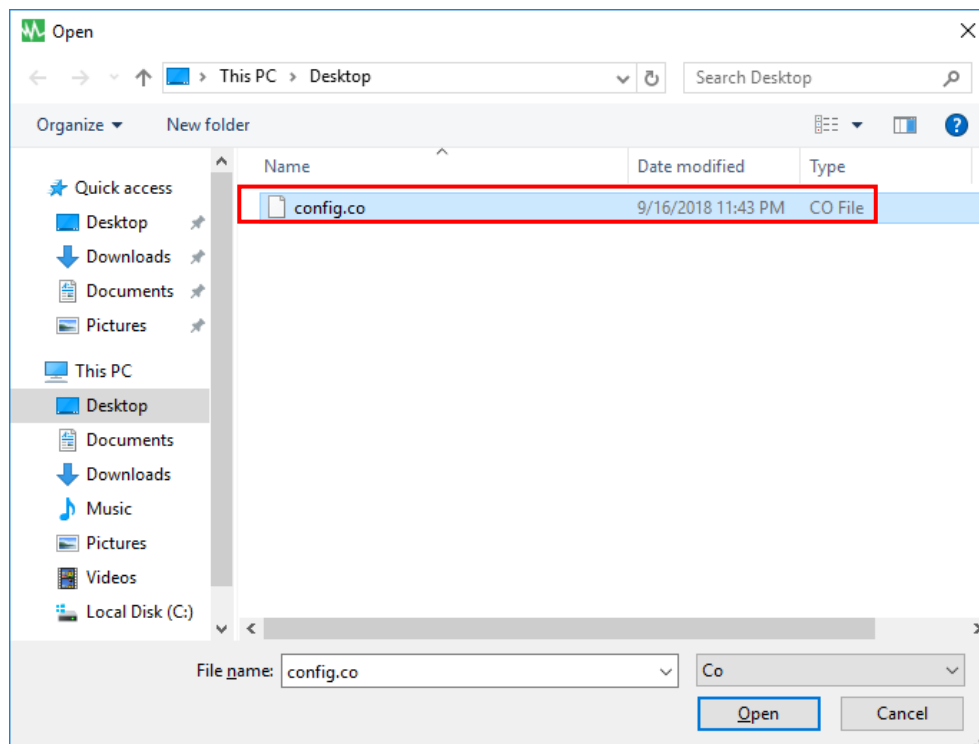 Open
This PC > Desktop
Search Desktop
Organize
New folder
Name
Date modified
Type
config.co
9/16/2018 11:43 PM
CO File
Quick access
Desktop
Downloads
Documents
Pictures
This PC
Desktop
Documents
Downloads
Music
Pictures
Videos
Local Disk (C:)
File name:
config.co
Co
Open
Cancel